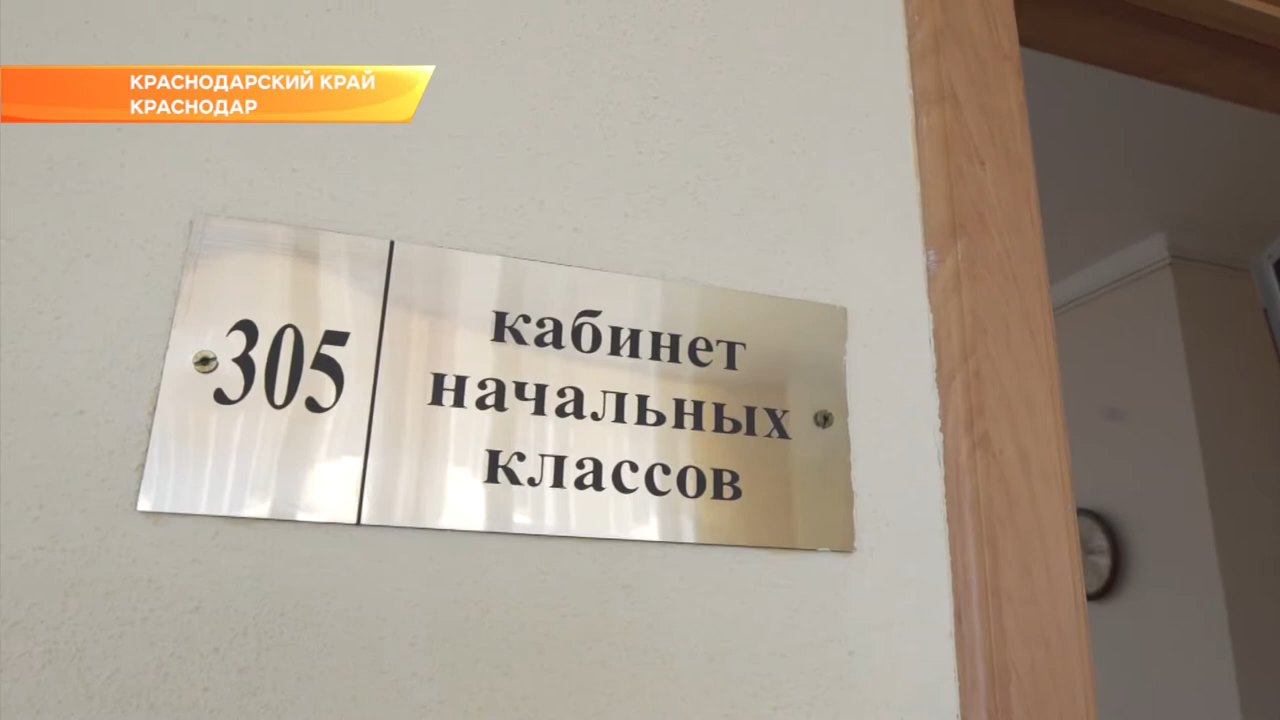 КРАСНОДАРСКИЙ КРАЙ
КРАСНОДАР
305
кабинет
начальных
классов